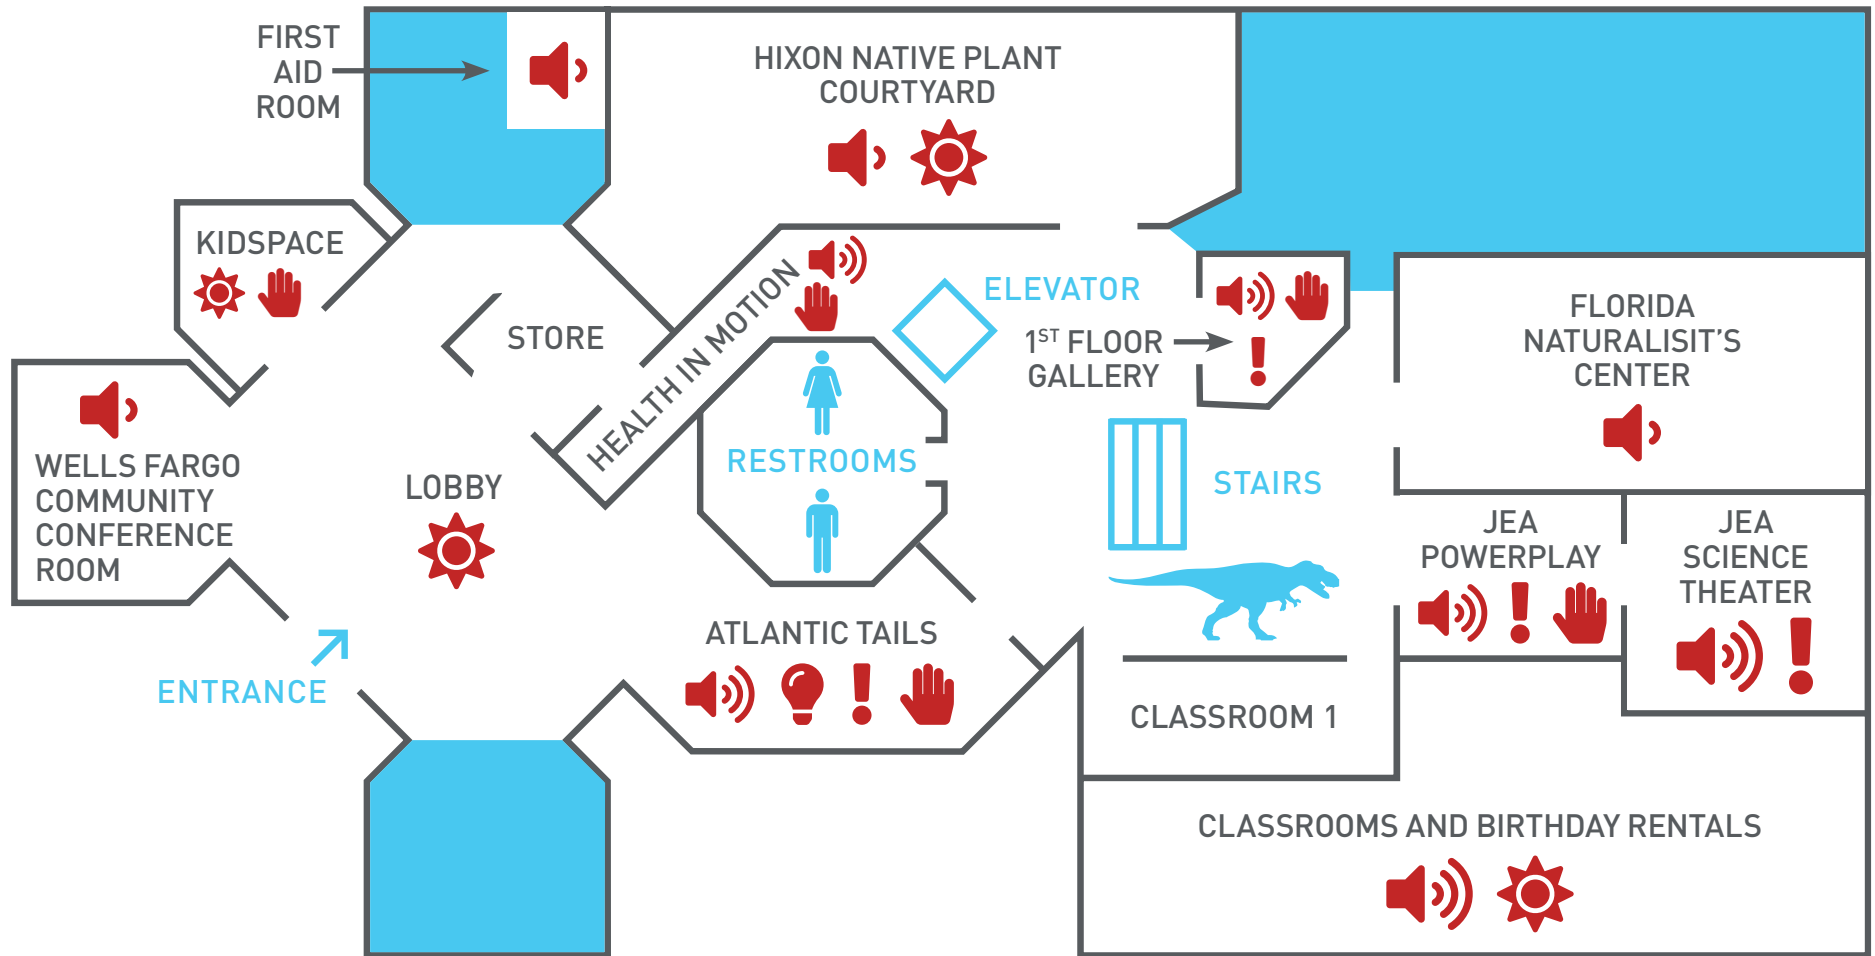 FIRST
AID
ROOM
HIXON NATIVE PLANT
COURTYARD
KIDSPACE
STORE
HEALTH IN MOTION
ELEVATOR
1ST FLOOR
GALLERY
FLORIDA
NATURALISIT'S
CENTER
WELLS FARGO
COMMUNITY
CONFERENCE
ROOM
LOBBY
RESTROOMS
STAIRS
JEA
POWERPLAY
JEA
SCIENCE
THEATER
ENTRANCE
ATLANTIC TAILS
CLASSROOM 1
CLASSROOMS AND BIRTHDAY RENTALS